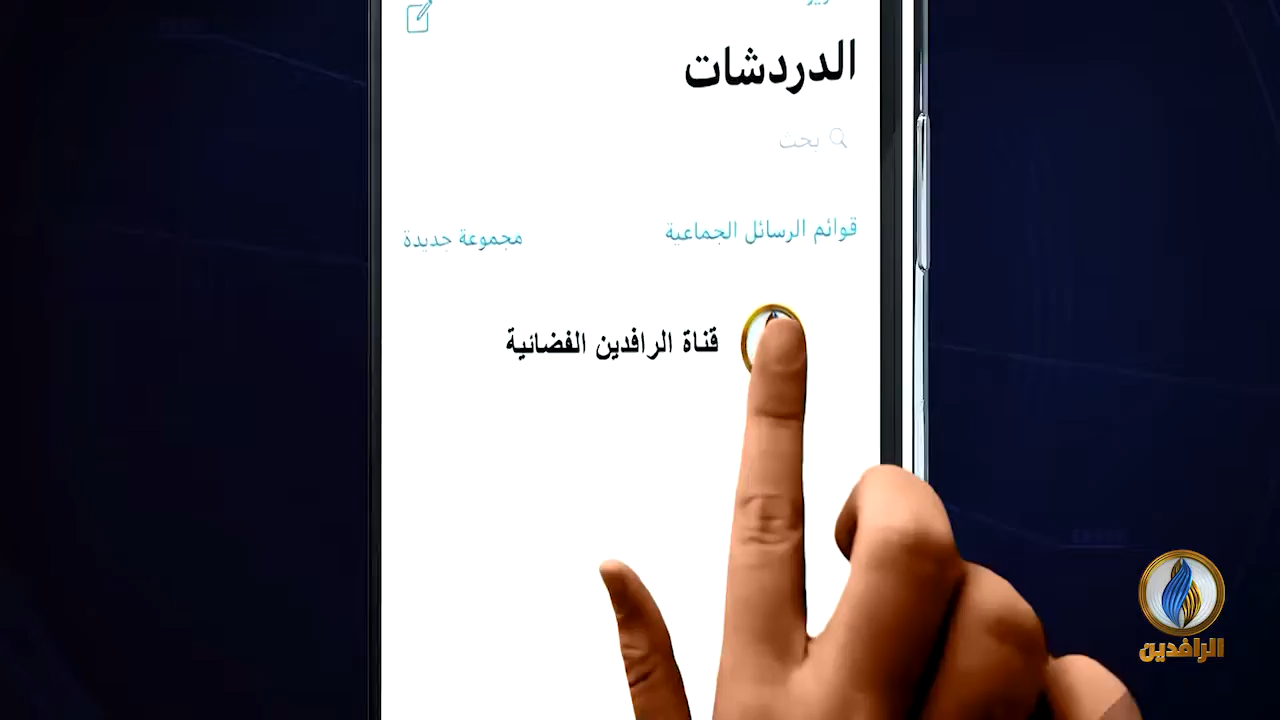 الدردشات
بحث
قوائم الرسائل الجماعية
مجموعة جديدة
قناة الرافدين الفضائية
الرافدين